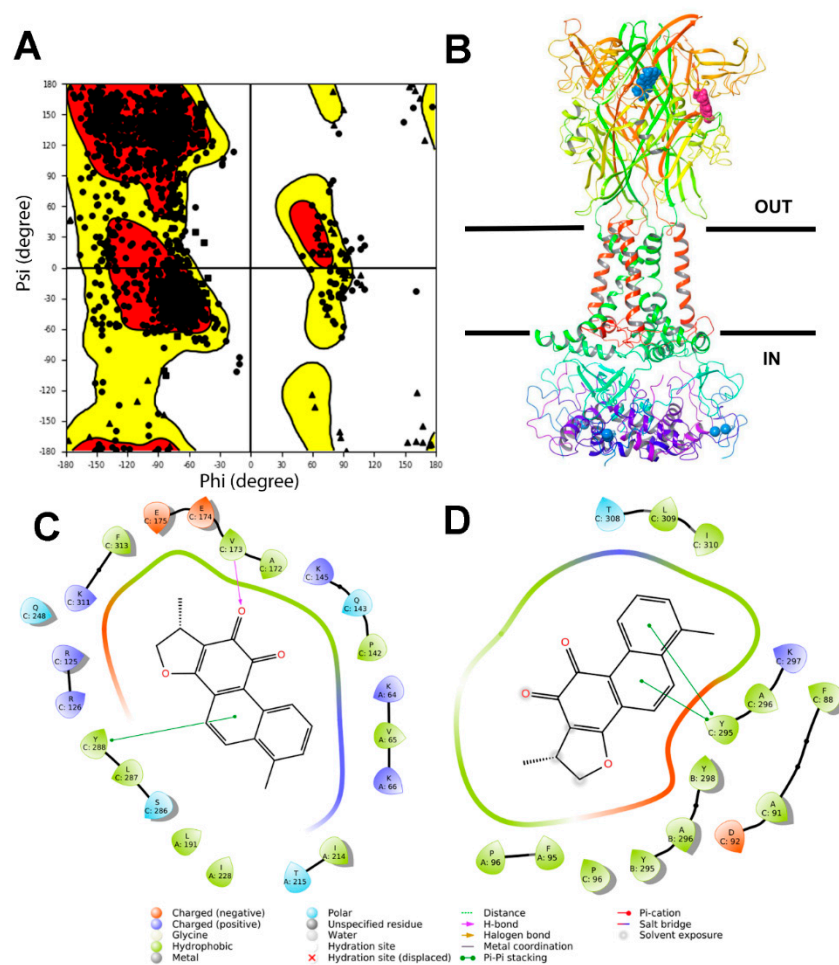 A
B
180
150
120
90
60
30
0
-30
-60
-90
-120
-150
-180
-180 -150 -120 -90 -60 -30 0 30 60 90 120 150 180
Psi (degree)
Phi (degree)
OUT
IN
C
E
C: 175
E
C: 174
V
C: 173
A
C: 172
F
C: 313
K
C: 311
Q
C: 248
R
C: 125
R
C: 126
K
C: 145
Q
C: 143
P
C: 142
K
A: 64
V
A: 65
K
A: 66
Y
C: 288
L
C: 287
S
C: 286
L
A: 191
I
A: 228
I
A: 214
T
A: 215
O
O
O
D
T
C: 308
L
C: 309
I
C: 310
K
C: 297
A
C: 296
Y
C: 295
F
C: 88
A
C: 91
D
C: 92
Y
B: 298
A
B: 296
Y
B: 295
P
C: 96
F
A: 95
P
A: 96
O
O
O
Charged (negative)
Charged (positive)
Glycine
Hydrophobic
Metal
Polar
Unspecified residue
Water
Hydration site
Hydration site (displaced)
Distance
H-bond
Halogen bond
Metal coordination
Pi-Pi stacking
Pi-cation
Salt bridge
Solvent exposure